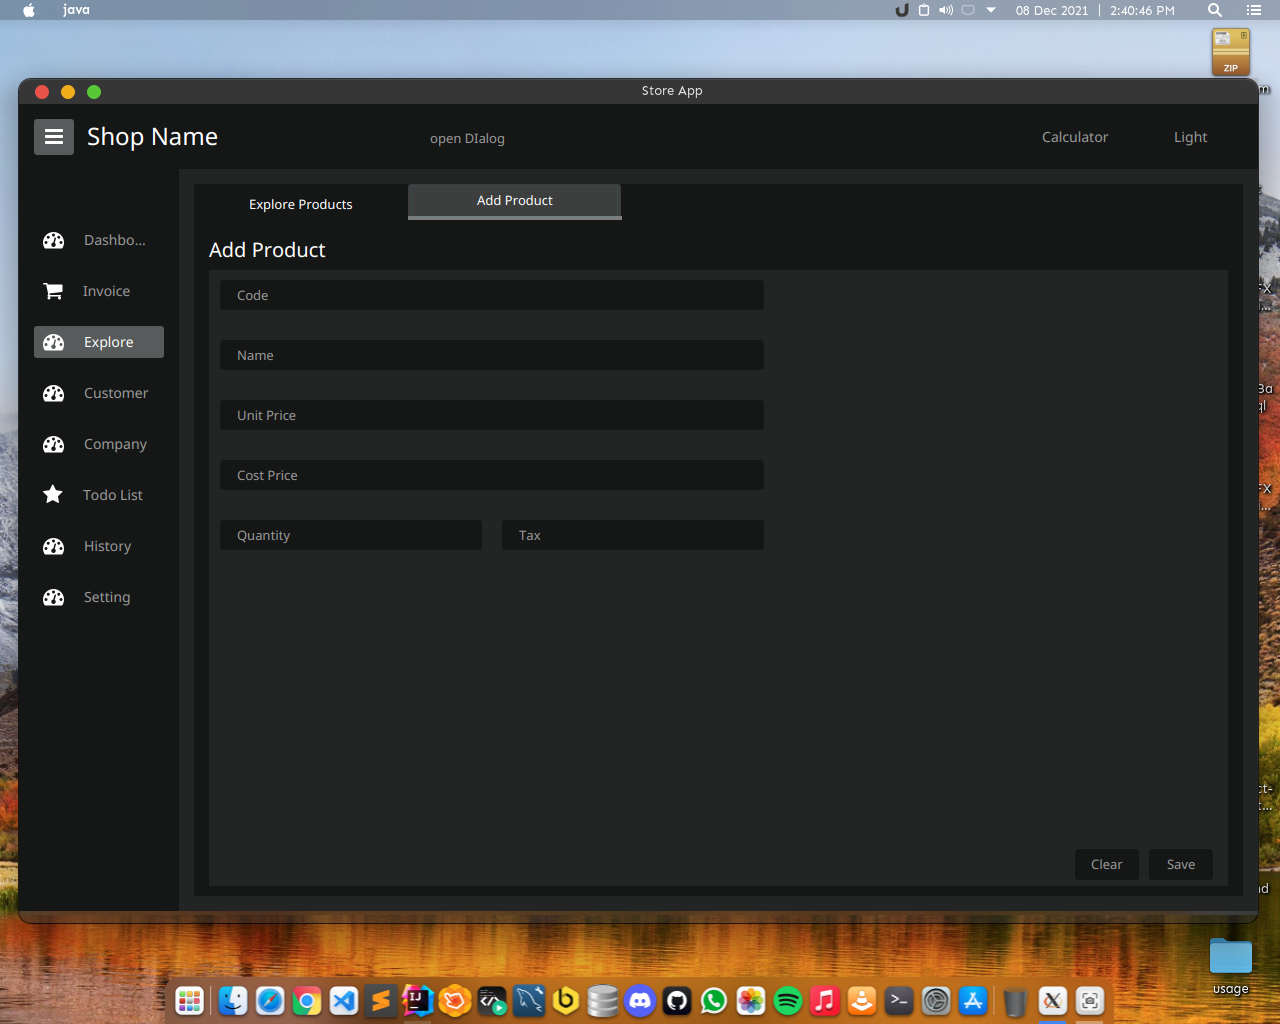 java
08 Dec 2021 | 2:40:46 PM
ZIP
Store App
Shop Name
open DIalog
Calculator
Light
Explore Products
Add Product
Dashbo...
Invoice
Explore
Customer
Company
Todo List
History
Setting
Add Product
Code
Name
Unit Price
Cost Price
Quantity
Tax
Clear
Save
usage